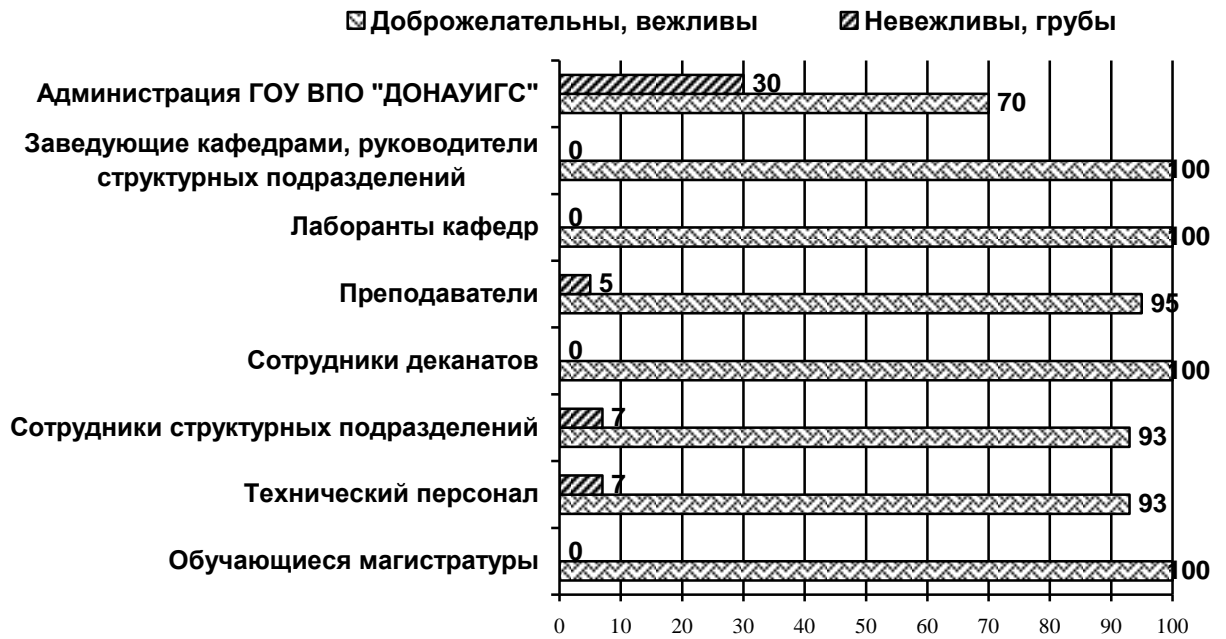 Доброжелательны, вежливы Невежливы, грубы
Администрация ГОУ ВПО "ДОНАУИГС"
30
70
Заведующие кафедрами, руководители
структурных подразделений
0
100
Лаборанты кафедр
0
100
Преподаватели
5
95
Сотрудники деканатов
0
100
Сотрудники структурных подразделений
7
93
Технический персонал
7
93
Обучающиеся магистратуры
0
100
0 10 20 30 40 50 60 70 80 90 100